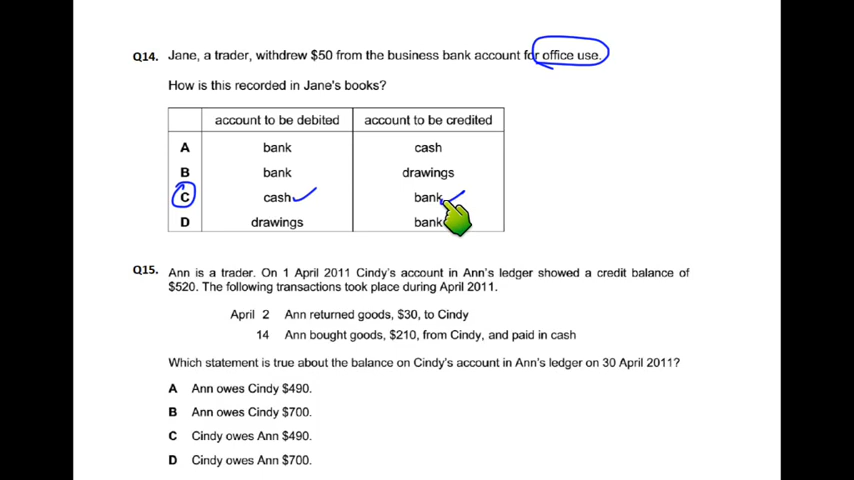 Q14. Jane, a trader, withdrew $50 from the business bank account for office use.
How is this recorded in Jane's books?
account to be debited account to be credited
A bank cash
B bank drawings
C cash bank
D drawings bank
Q15. Ann is a trader. On 1 April 2011 Cindy's account in Ann's ledger showed a credit balance of
$520. The following transactions took place during April 2011.
April 2 Ann returned goods, $30, to Cindy
14 Ann bought goods, $210, from Cindy, and paid in cash
Which statement is true about the balance on Cindy's account in Ann's ledger on 30 April 2011?
A Ann owes Cindy $490.
B Ann owes Cindy $700.
C Cindy owes Ann $490.
D Cindy owes Ann $700.